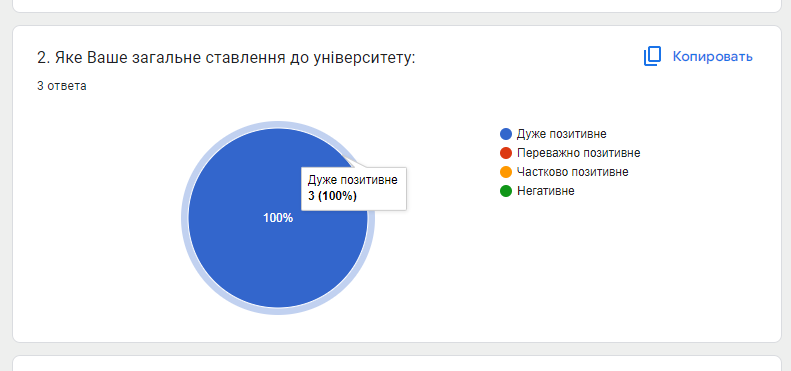 2. Яке Ваше загальне ставлення до університету:
Копировать
3 ответа
Дуже позитивне
Переважно позитивне
Частково позитивне
Негативне
Дуже позитивне
3 (100%)
100%